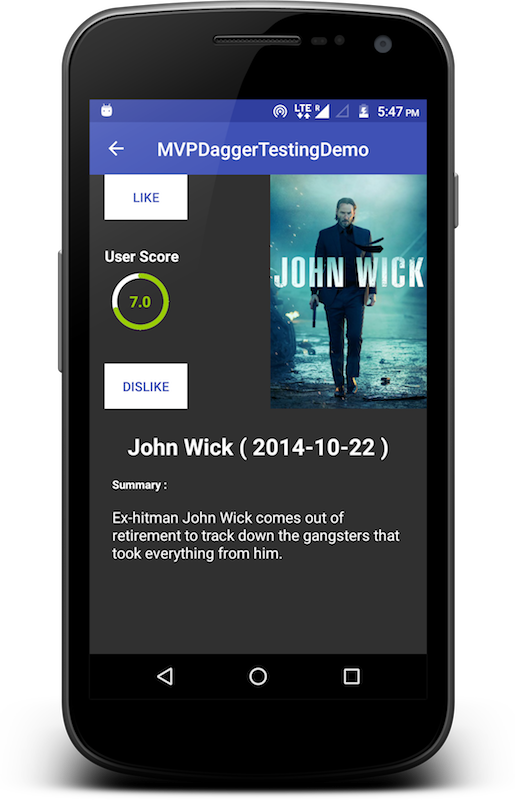 LTE R 5:47 PM
MVPDaggerTestingDemo
LIKE
User Score
7.0
DISLIKE
JOHN WICK
John Wick ( 2014-10-22 )
Summary :
Ex-hitman John Wick comes out of
retirement to track down the gangsters that
took everything from him.